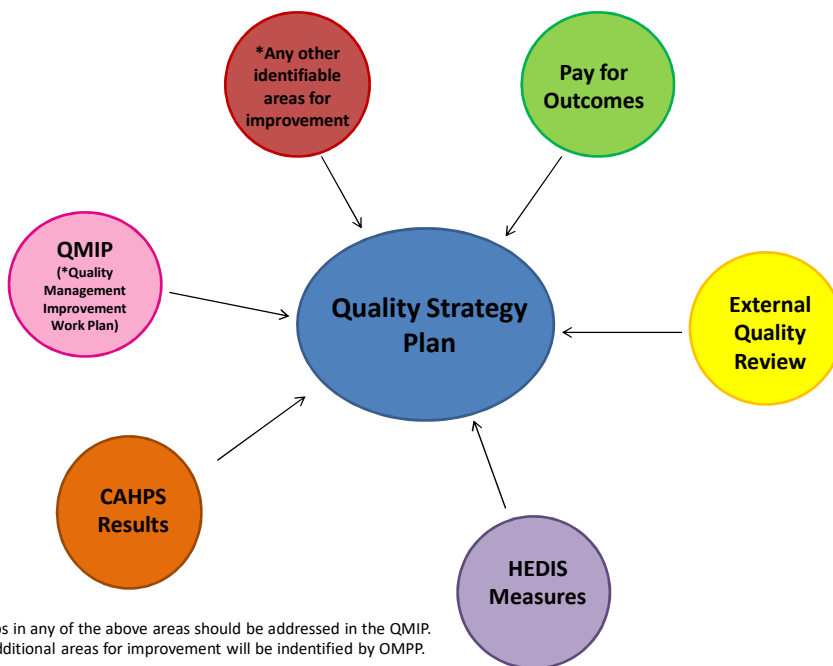 *Any other
identifiable
areas for
improvement
Pay for
Outcomes
QMIP
(*Quality
Management
Improvement
Work Plan)
Quality Strategy
Plan
External
Quality
Review
CAHPS
Results
HEDIS
Measures
in any of the above areas should be addressed in the QMIP.
areas for improvement will be indentified by OMPP.